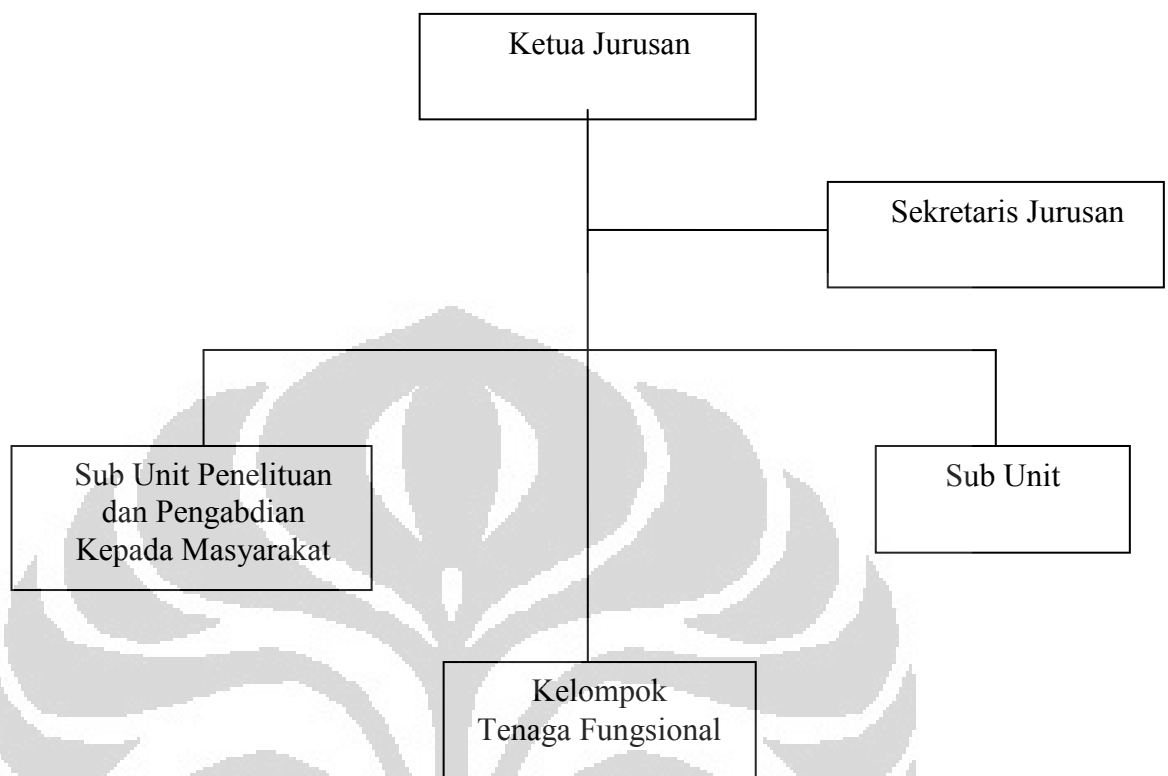 Ketua Jurusan
Sekretaris Jurusan
Sub Unit Penelituan
dan Pengabdian
Kepada Masyarakat
Sub Unit
Kelompok
Tenaga Fungsional